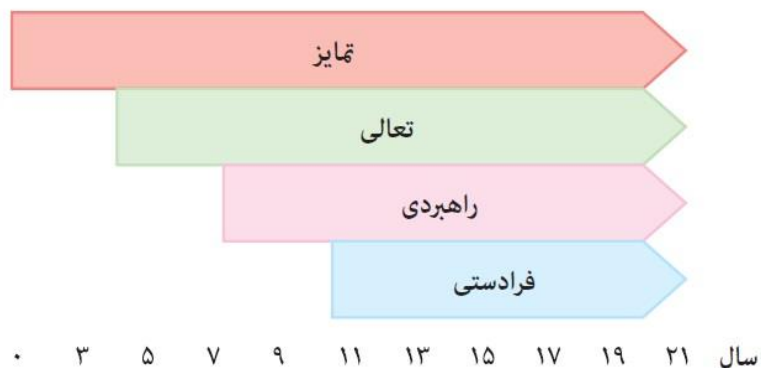 تمایز
تعالی
راهبردی
فرادستی
۰ ۳ ۵ ۷ ۹ ۱۱ ۱۳ ۱۵ ۱۷ ۱۹ ۲۱ سال